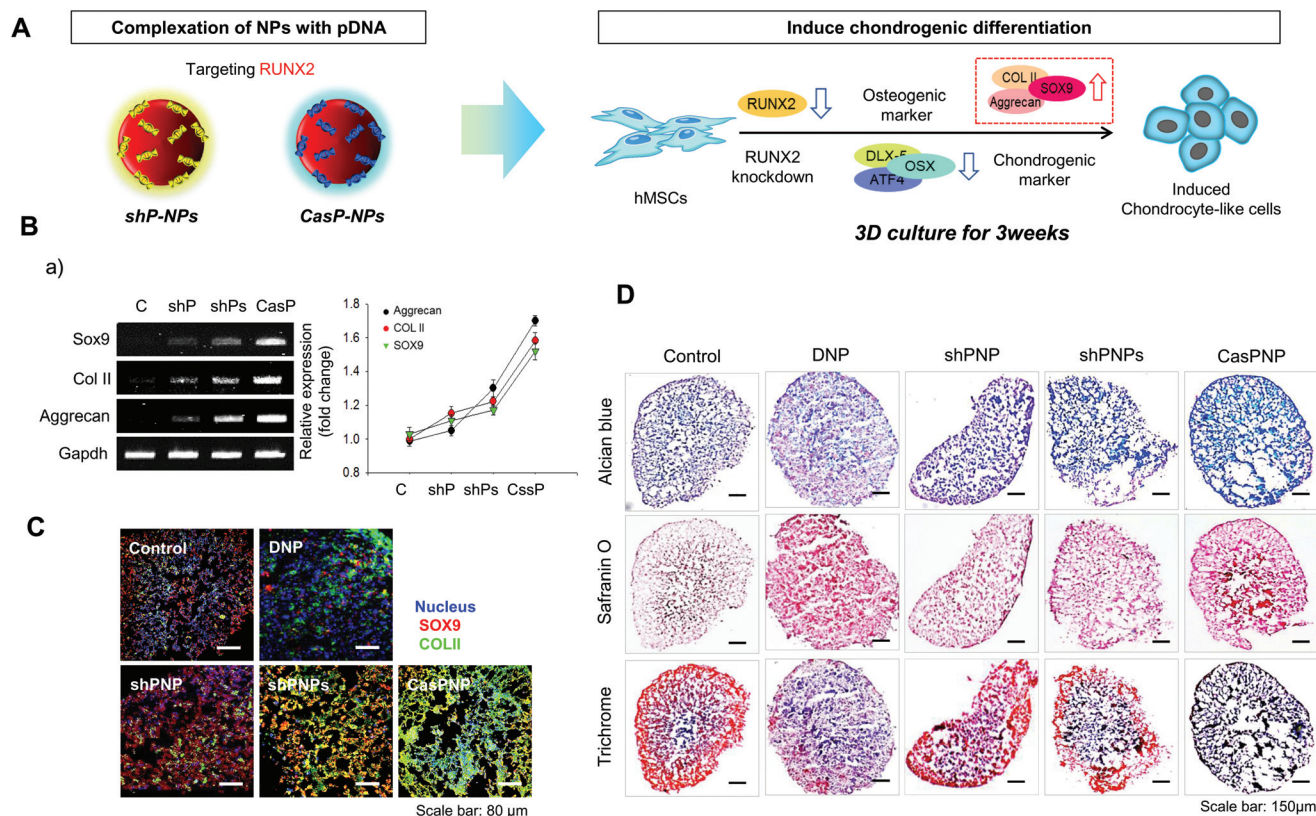 A
Complexation of NPs with pDNA
Targeting RUNX2
shP-NPs
CasP-NPs
Induce chondrogenic differentiation
hMSCs
RUNX2
RUNX2
knockdown
Osteogenic
marker
DLX-5
OSX
ATF4
COL II
SOX9
Aggrecan
Chondrogenic
marker
Induced
Chondrocyte-like cells
3D culture for 3weeks
B
a)
C shP shPs CasP
Sox9
Col II
Aggrecan
Gapdh
Relative expression
(fold change)
1.8
1.6
1.4
1.2
1.0
0.8
Aggrecan
COL II
SOX9
C shP shPs CssP
C
Control
DNP
Nucleus
SOX9
COLII
shPNP
shPNPs
CasPNP
Scale bar: 80 μm
D
Control DNP shPNP shPNPs CasPNP
Alcian blue
Safranin O
Trichrome
Scale bar: 150μm